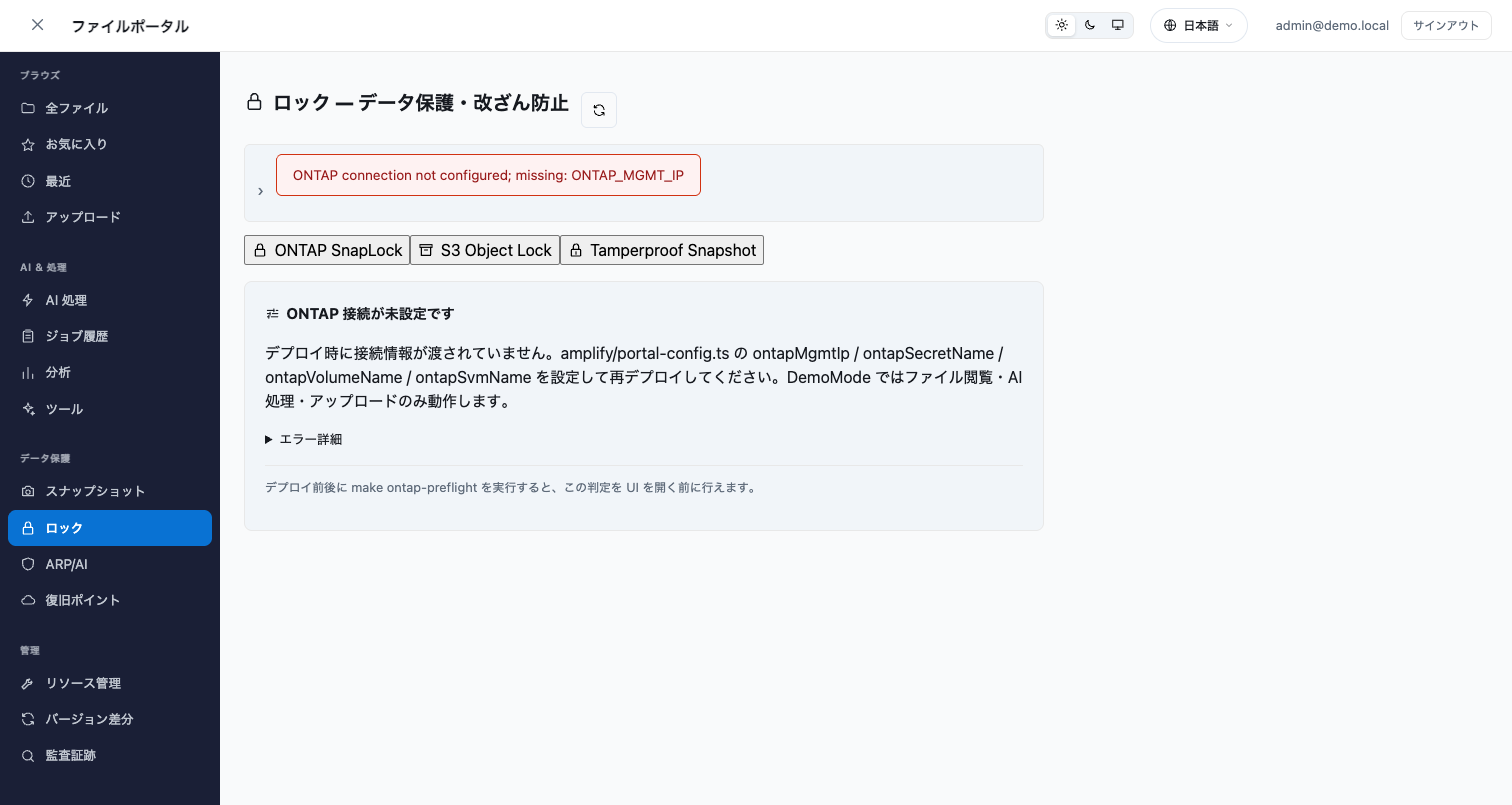 ファイルポータル
日本語
admin@demo.local
サインアウト
ブラウズ
全ファイル
お気に入り
最近
アップロード
AI & 処理
AI 処理
ジョブ履歴
分析
ツール
データ保護
スナップショット
ロック
ARP/AI
復旧ポイント
管理
リソース管理
バージョン差分
監査証跡
ロック — データ保護・改ざん防止
ONTAP connection not configured; missing: ONTAP_MGMT_IP
ONTAP SnapLock
S3 Object Lock
Tamperproof Snapshot
ONTAP 接続が未設定です
デプロイ時に接続情報が渡されていません。amplify/portal-config.ts の ontapMgmtIp / ontapSecretName /
ontapVolumeName / ontapSvmName を設定して再デプロイしてください。DemoMode ではファイル閲覧・AI
処理・アップロードのみ動作します。
エラー詳細
デプロイ前後に make ontap-preflight を実行すると、この判定を UI を開く前に行えます。